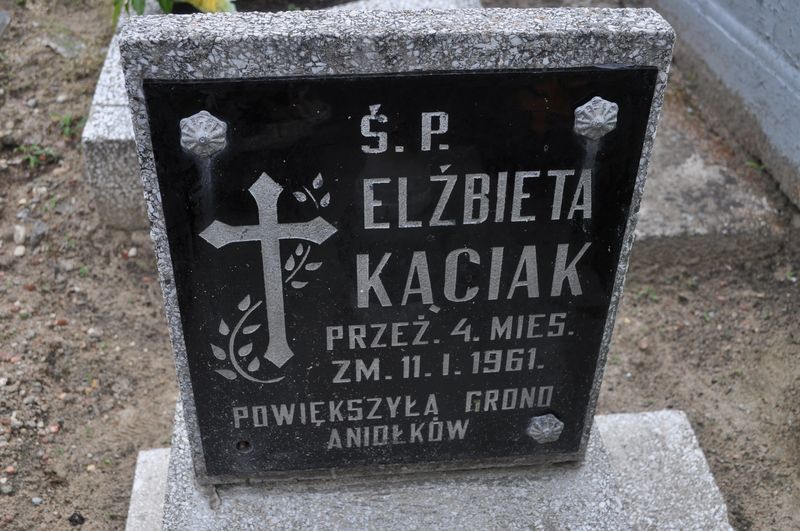 Ś. P.
ELŻBIETA
KĄCIAK
PRZEŻ. 4. MIES.
ZM. 11. I. 1961.
POWIĘKSZYŁA GRONO
ANIOŁKÓW